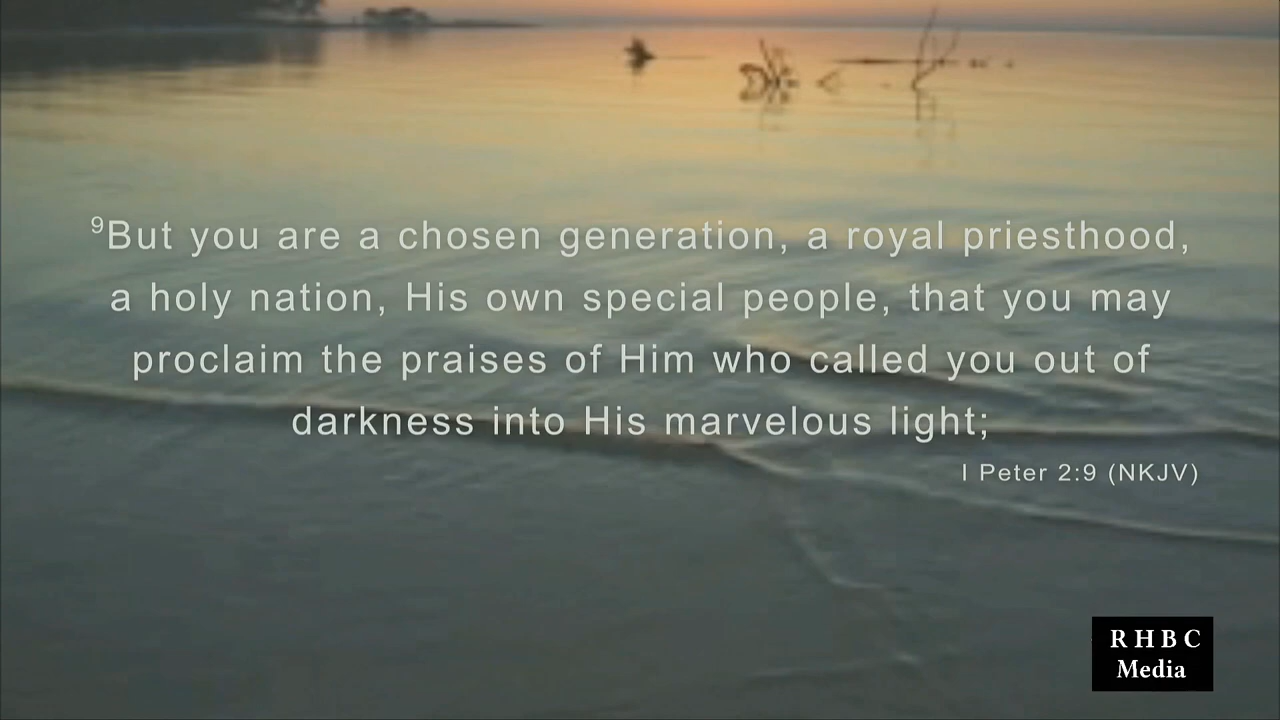 ⁹But you are a chosen generation, a royal priesthood,
a holy nation, His own special people, that you may
proclaim the praises of Him who called you out of
darkness into His marvelous light;
I Peter 2:9 (NKJV)
RHBC
Media